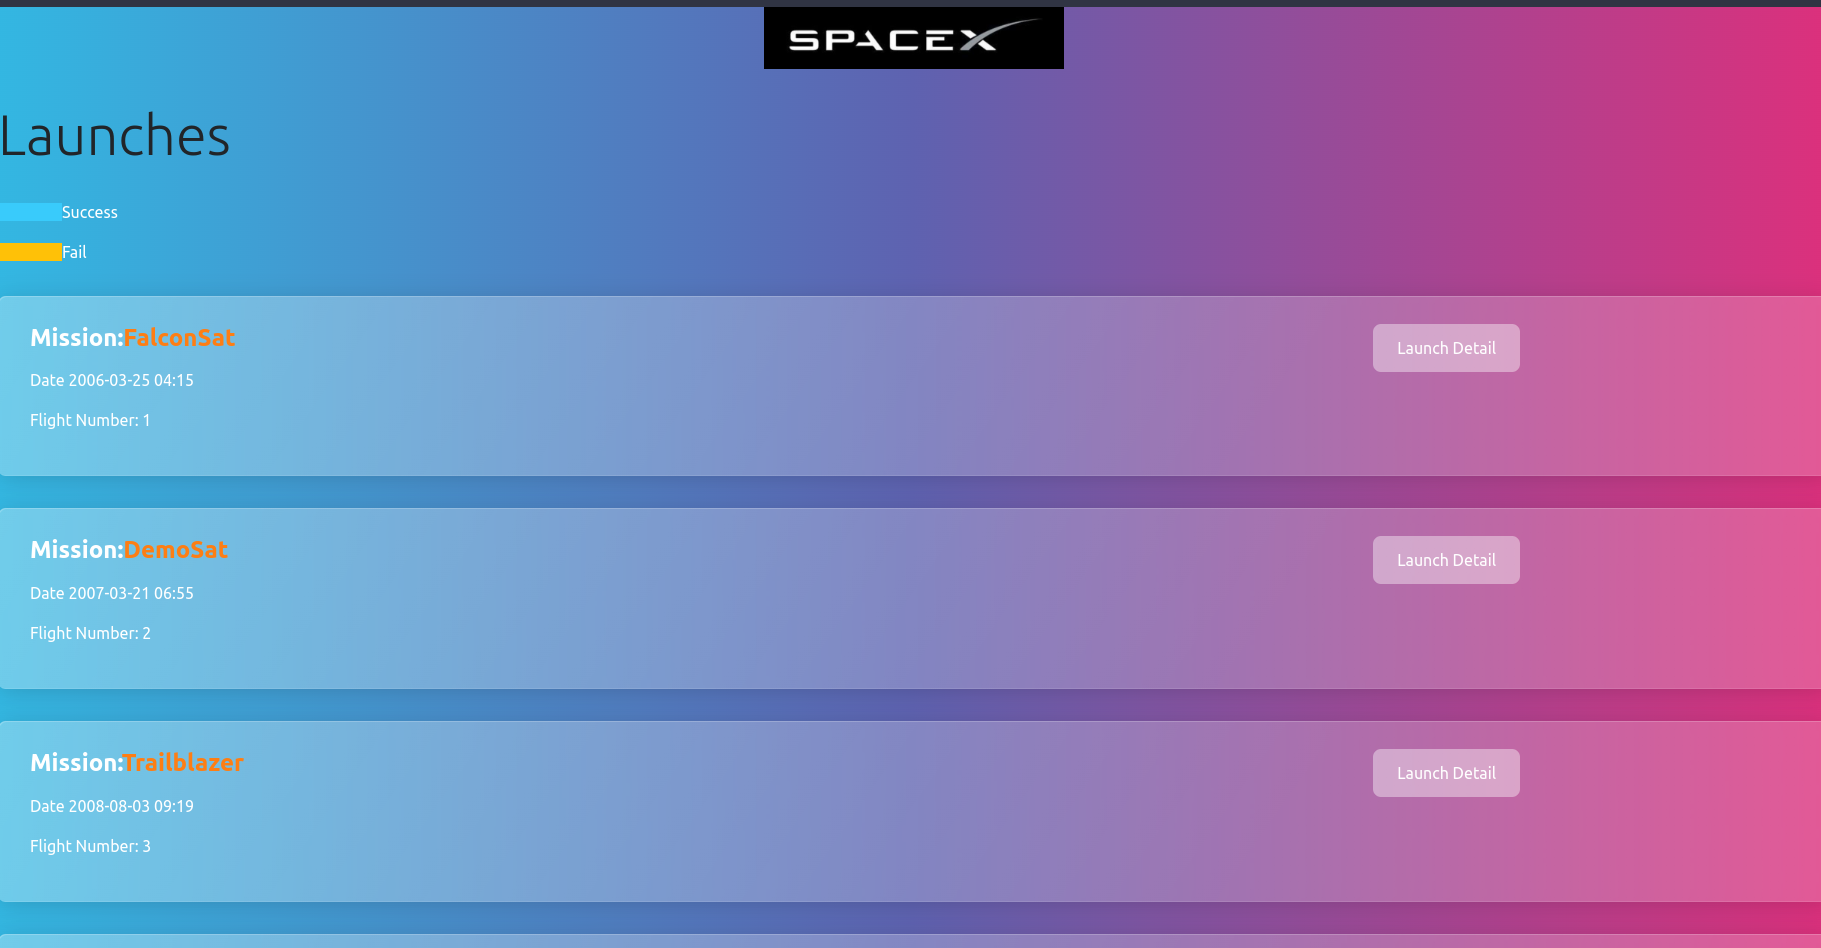 SPACEX
Launches
Success
Fail
Mission:FalconSat
Launch Detail
Date 2006-03-25 04:15
Flight Number: 1
Mission:DemoSat
Launch Detail
Date 2007-03-21 06:55
Flight Number: 2
Mission:Trailblazer
Launch Detail
Date 2008-08-03 09:19
Flight Number: 3